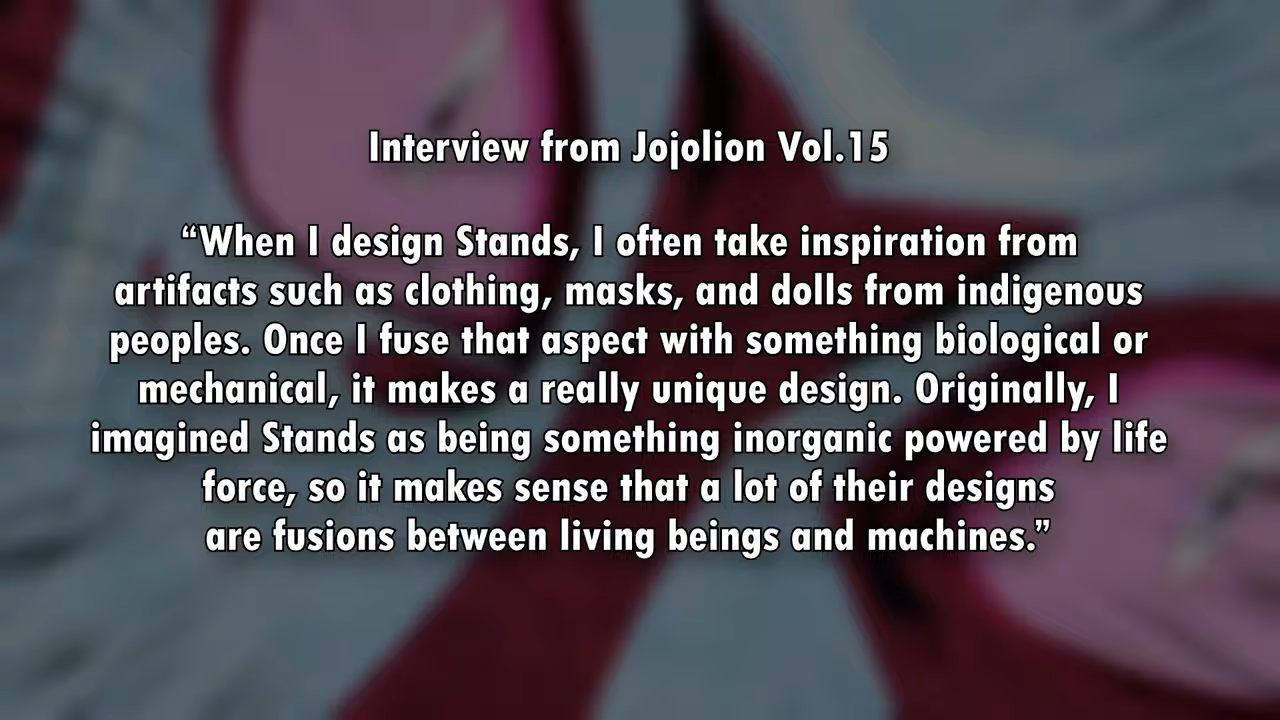 Interview from Jojolion Vol.15
“When I design Stands, I often take inspiration from
artifacts such as clothing, masks, and dolls from indigenous
peoples. Once I fuse that aspect with something biological or
mechanical, it makes a really unique design. Originally, I
imagined Stands as being something inorganic powered by life
force, so it makes sense that a lot of their designs
are fusions between living beings and machines.”